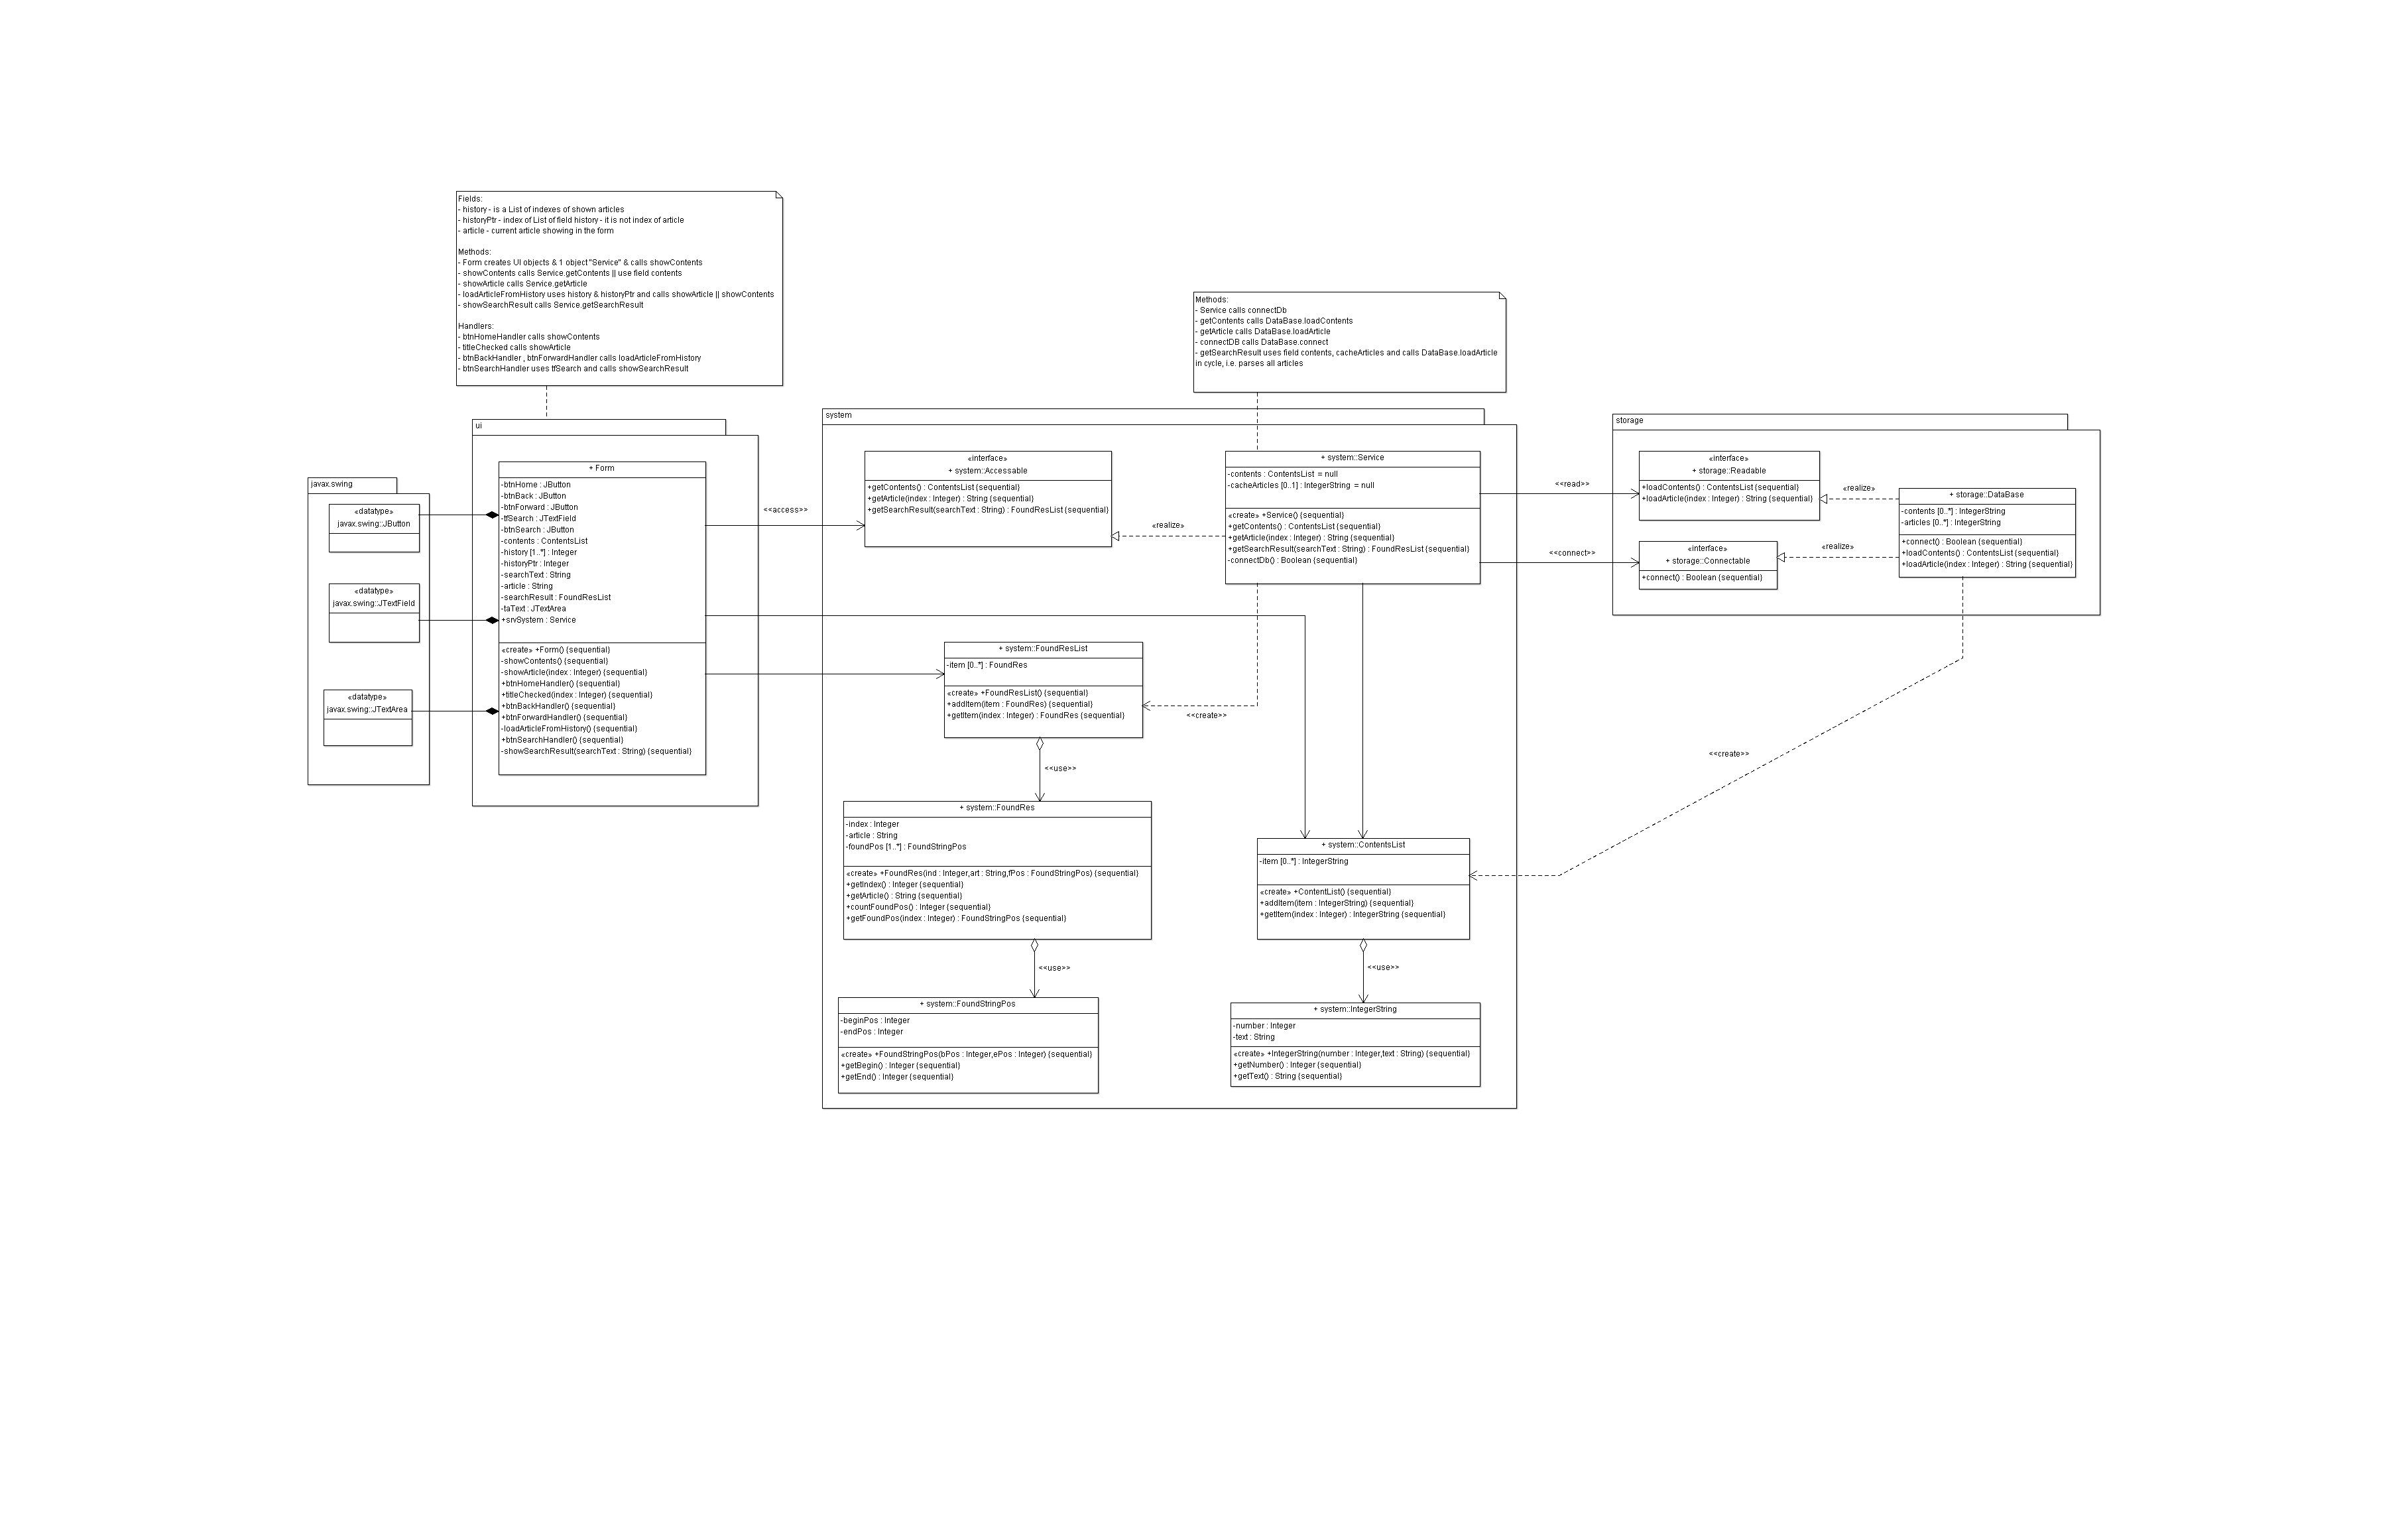 Fields:
- history - is a List of indexes of shown articles
- historyPtr - index of List of field history - it is not index of article
- article - current article showing in the form
Methods:
- Form creates UI objects & 1 object "Service" & calls showContents
- showContents calls Service.getContents || use field contents
- showArticle calls Service.getArticle
- loadArticleFromHistory uses history & historyPtr and calls showArticle || showContents
- showSearchResult calls Service.getSearchResult
Handlers:
- btnHomeHandler calls showContents
- titleChecked calls showArticle
- btnBackHandler , btnForwardHandler calls loadArticleFromHistory
- btnSearchHandler uses tfSearch and calls showSearchResult
Methods:
- Service calls connectDb
- getContents calls DataBase.loadContents
- getArticle calls DataBase.loadArticle
- connectDB calls DataBase.connect
- getSearchResult uses field contents, cacheArticles and calls DataBase.loadArticle
in cycle, i.e. parses all articles
javax.swing
«datatype»
javax.swing::JButton
«datatype»
javax.swing::JTextField
«datatype»
javax.swing::JTextArea
ui
+ Form
-btnHome : JButton
-btnBack : JButton
-btnForward : JButton
-tfSearch : JTextField
-btnSearch : JButton
-contents : ContentsList
-history [1..*] : Integer
-historyPtr : Integer
-searchText : String
-article : String
-searchResult : FoundResList
-taText : JTextArea
+srvSystem : Service
«create» +Form() {sequential}
-showContents() {sequential}
-showArticle(index : Integer) {sequential}
+btnHomeHandler() {sequential}
+titleChecked(index : Integer) {sequential}
+btnBackHandler() {sequential}
+btnForwardHandler() {sequential}
-loadArticleFromHistory() {sequential}
+btnSearchHandler() {sequential}
-showSearchResult(searchText : String) {sequential}
<<access>>
system
«interface»
+ system::Accessable
+getContents() : ContentsList {sequential}
+getArticle(index : Integer) : String {sequential}
+getSearchResult(searchText : String) : FoundResList {sequential}
«realize»
+ system::Service
-contents : ContentsList = null
-cacheArticles [0..1] : IntegerString = null
«create» +Service() {sequential}
+getContents() : ContentsList {sequential}
+getArticle(index : Integer) : String {sequential}
+getSearchResult(searchText : String) : FoundResList {sequential}
-connectDb() : Boolean {sequential}
<<read>>
<<connect>>
+ system::FoundResList
-item [0..*] : FoundRes
«create» +FoundResList() {sequential}
+addItem(item : FoundRes) {sequential}
+getItem(index : Integer) : FoundRes {sequential}
<<create>>
<<use>>
+ system::FoundRes
-index : Integer
-article : String
-foundPos [1..*] : FoundStringPos
«create» +FoundRes(ind : Integer,art : String,fPos : FoundStringPos) {sequential}
+getIndex() : Integer {sequential}
+getArticle() : String {sequential}
+countFoundPos() : Integer {sequential}
+getFoundPos(index : Integer) : FoundStringPos {sequential}
<<use>>
+ system::FoundStringPos
-beginPos : Integer
-endPos : Integer
«create» +FoundStringPos(bPos : Integer,ePos : Integer) {sequential}
+getBegin() : Integer {sequential}
+getEnd() : Integer {sequential}
+ system::ContentsList
-item [0..*] : IntegerString
«create» +ContentList() {sequential}
+addItem(item : IntegerString) {sequential}
+getItem(index : Integer) : IntegerString {sequential}
<<use>>
+ system::IntegerString
-number : Integer
-text : String
«create» +IntegerString(number : Integer,text : String) {sequential}
+getNumber() : Integer {sequential}
+getText() : String {sequential}
storage
«interface»
+ storage::Readable
+loadContents() : ContentsList {sequential}
+loadArticle(index : Integer) : String {sequential}
«realize»
«interface»
+ storage::Connectable
+connect() : Boolean {sequential}
«realize»
+ storage::DataBase
-contents [0..*] : IntegerString
-articles [0..*] : IntegerString
+connect() : Boolean {sequential}
+loadContents() : ContentsList {sequential}
+loadArticle(index : Integer) : String {sequential}
<<create>>